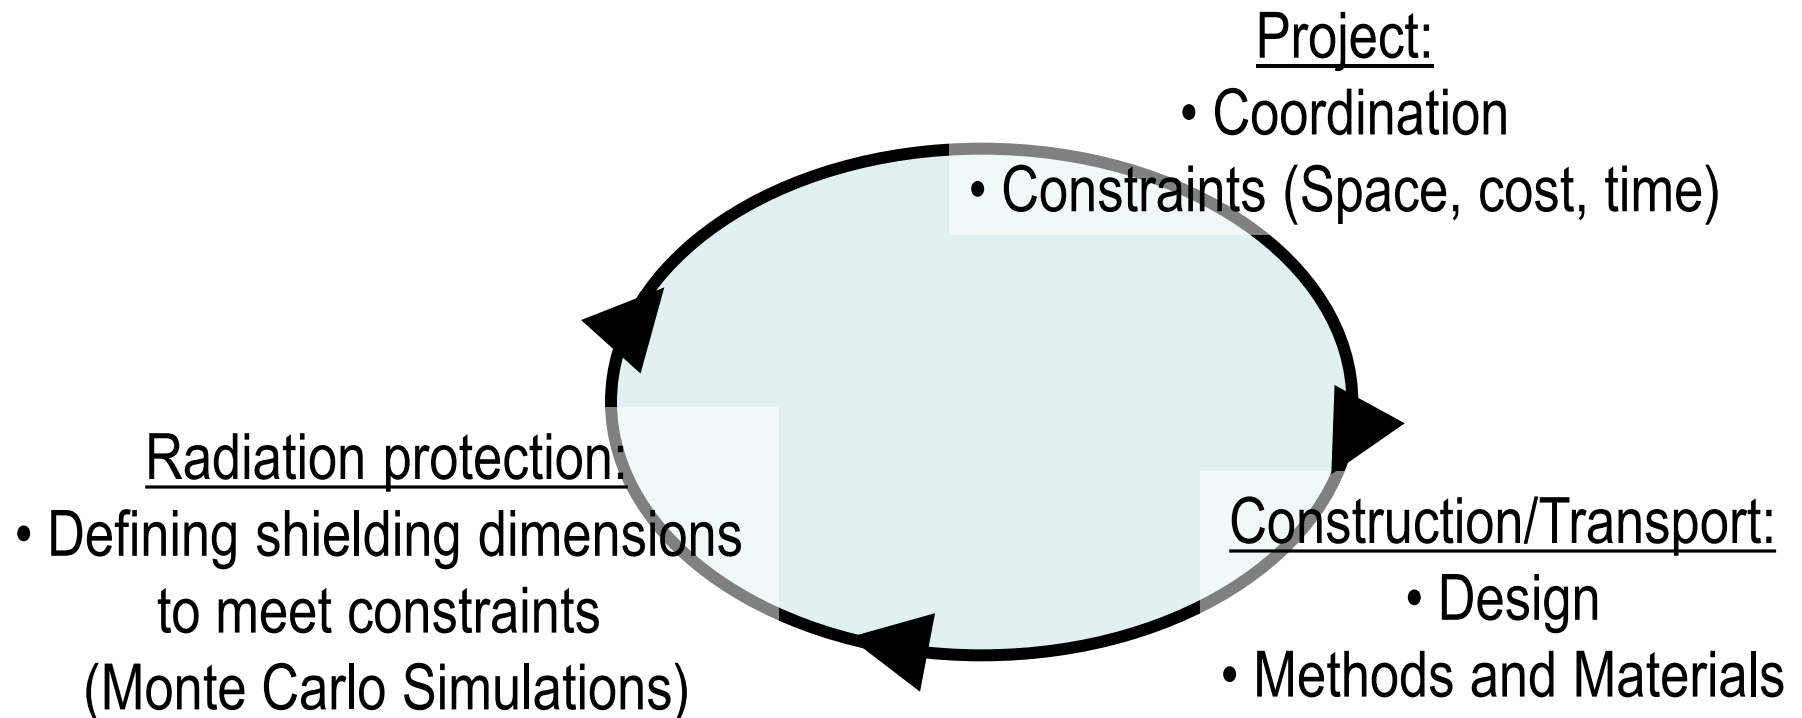 Project:
• Coordination
• Constraints (Space, cost, time)
Radiation protection:
• Defining shielding dimensions
to meet constraints
(Monte Carlo Simulations)
Construction/Transport:
• Design
• Methods and Materials